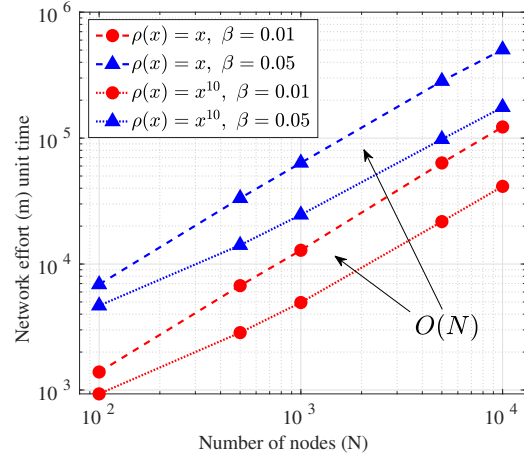 10^6
10^5
10^4
10^3
Network effort (m) unit time
ρ(x) = x, β = 0.01
ρ(x) = x, β = 0.05
ρ(x) = x^10, β = 0.01
ρ(x) = x^10, β = 0.05
O(N)
10^2
10^3
10^4
Number of nodes (N)